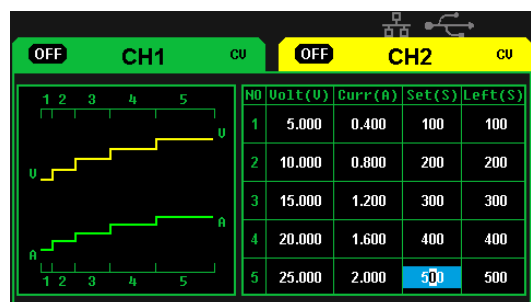 OFF CH1 CV OFF CH2 CV
1 2 3 4 5
V
V
A
A
1 2 3 4 5
NO Volt(V) Curr(A) Set(S) Left(S)
1 5.000 0.400 100 100
2 10.000 0.800 200 200
3 15.000 1.200 300 300
4 20.000 1.600 400 400
5 25.000 2.000 500 500